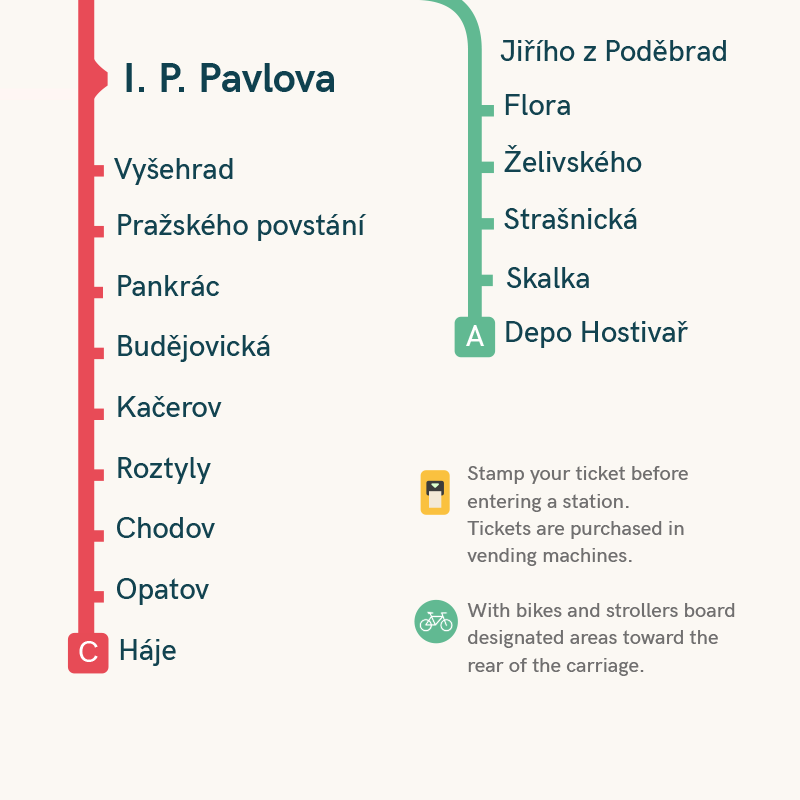 I. P. Pavlova
Vyšehrad
Pražského povstání
Pankrác
Budějovická
Kačerov
Roztyly
Chodov
Opatov
C Háje
Jiřího z Poděbrad
Flora
Želivského
Strašnická
Skalka
A Depo Hostivař
Stamp your ticket before
entering a station.
Tickets are purchased in
vending machines.
With bikes and strollers board
designated areas toward the
rear of the carriage.